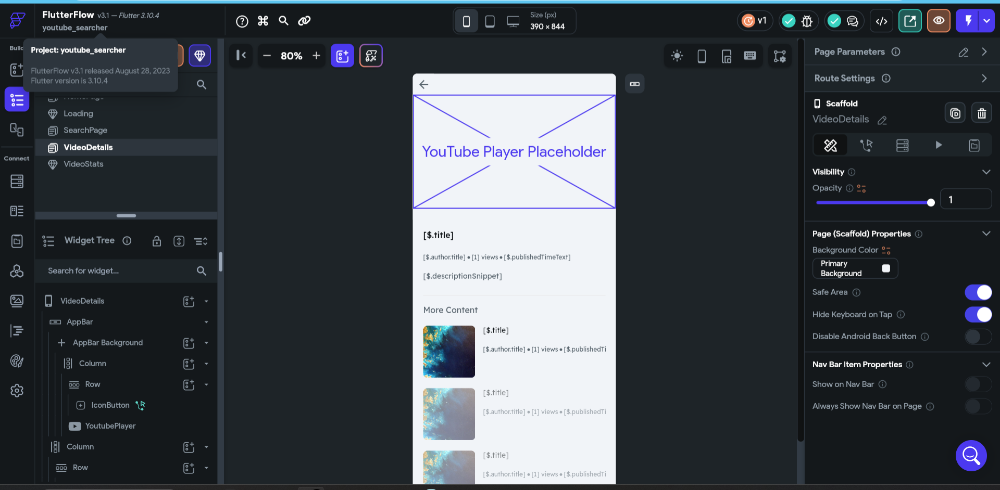 FlutterFlow v3.1 — Flutter 3.10.4
youtube_searcher
Size (px)
390 × 844
v1
Project: youtube_searcher
FlutterFlow v3.1 released August 28, 2023
Flutter version is 3.10.4
Loading
SearchPage
VideoDetails
VideoStats
Connect
Widget Tree
Search for widget...
VideoDetails
AppBar
AppBar Background
Column
Row
IconButton
YoutubePlayer
Column
Row
80%
YouTube Player Placeholder
[$.title]
[$.author.title] • [1] views • [$.publishedTimeText]
[$.descriptionSnippet]
More Content
[$.title]
[$.author.title] • [1] views • [$.publishedTi
[$.title]
[$.author.title] • [1] views • [$.publishedTi
[$.title]
[$.author.title] • [1] views • [$.publishedTi
Page Parameters
Route Settings
Scaffold
VideoDetails
Visibility
Opacity
1
Page (Scaffold) Properties
Background Color
Primary
Background
Safe Area
Hide Keyboard on Tap
Disable Android Back Button
Nav Bar Item Properties
Show on Nav Bar
Always Show Nav Bar on Page